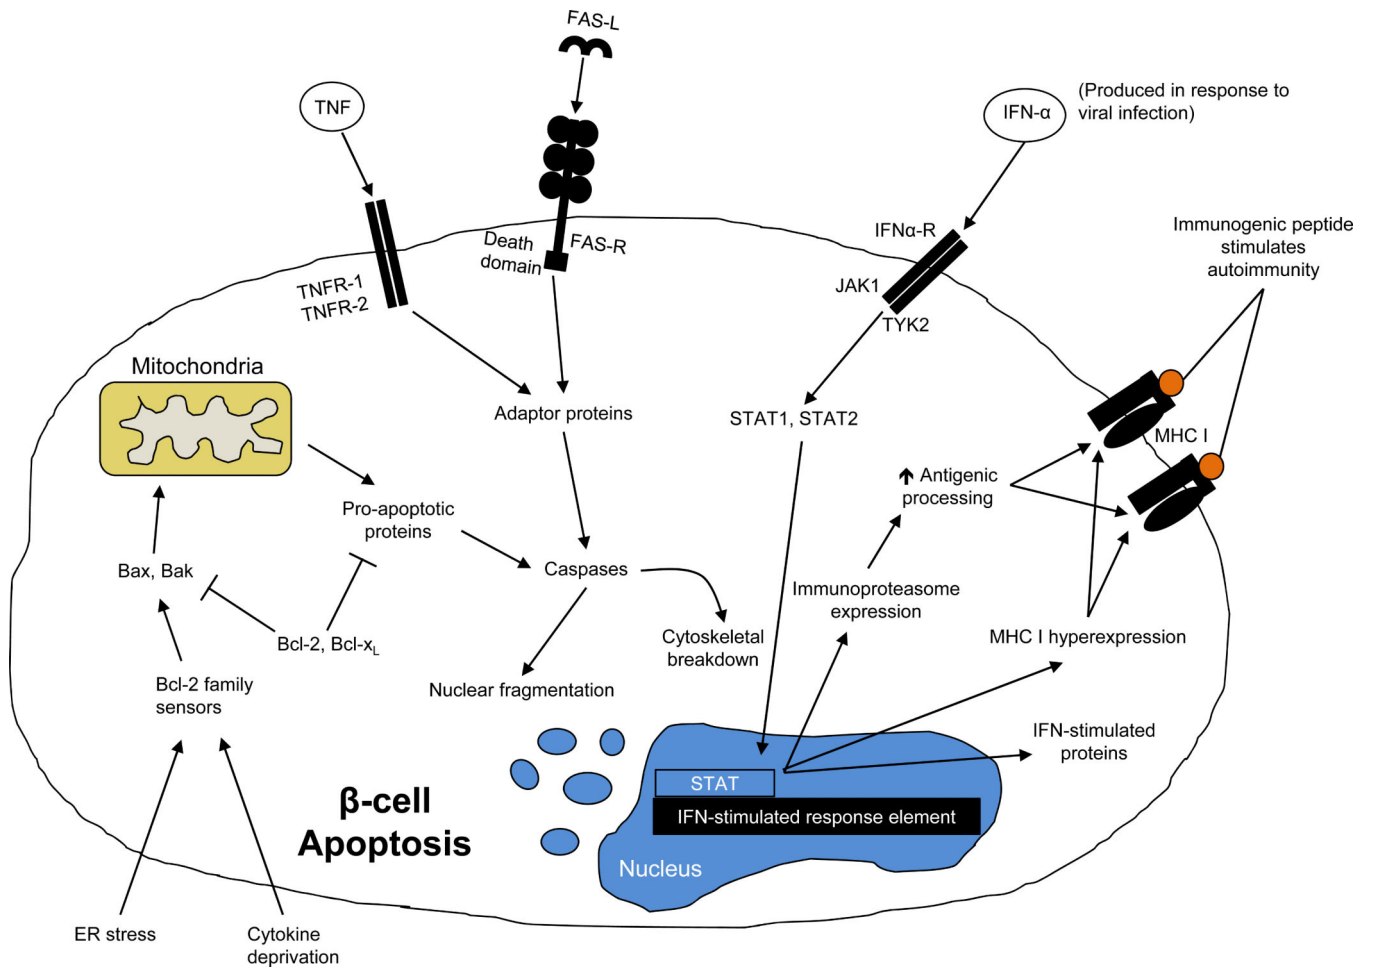 FAS-L
TNF
IFN-α
(Produced in response to
viral infection)
Death
domain
FAS-R
TNFR-1
TNFR-2
IFNα-R
JAK1
TYK2
Immunogenic peptide
stimulates
autoimmunity
Mitochondria
Adaptor proteins
STAT1, STAT2
MHC I
Antigenic
processing
Pro-apoptotic
proteins
Bax, Bak
Caspases
Immunoproteasome
expression
Bcl-2, Bcl-xL
Cytoskeletal
breakdown
MHC I hyperexpression
Bcl-2 family
sensors
Nuclear fragmentation
IFN-stimulated
proteins
STAT
IFN-stimulated response element
β-cell
Apoptosis
Nucleus
ER stress
Cytokine
deprivation